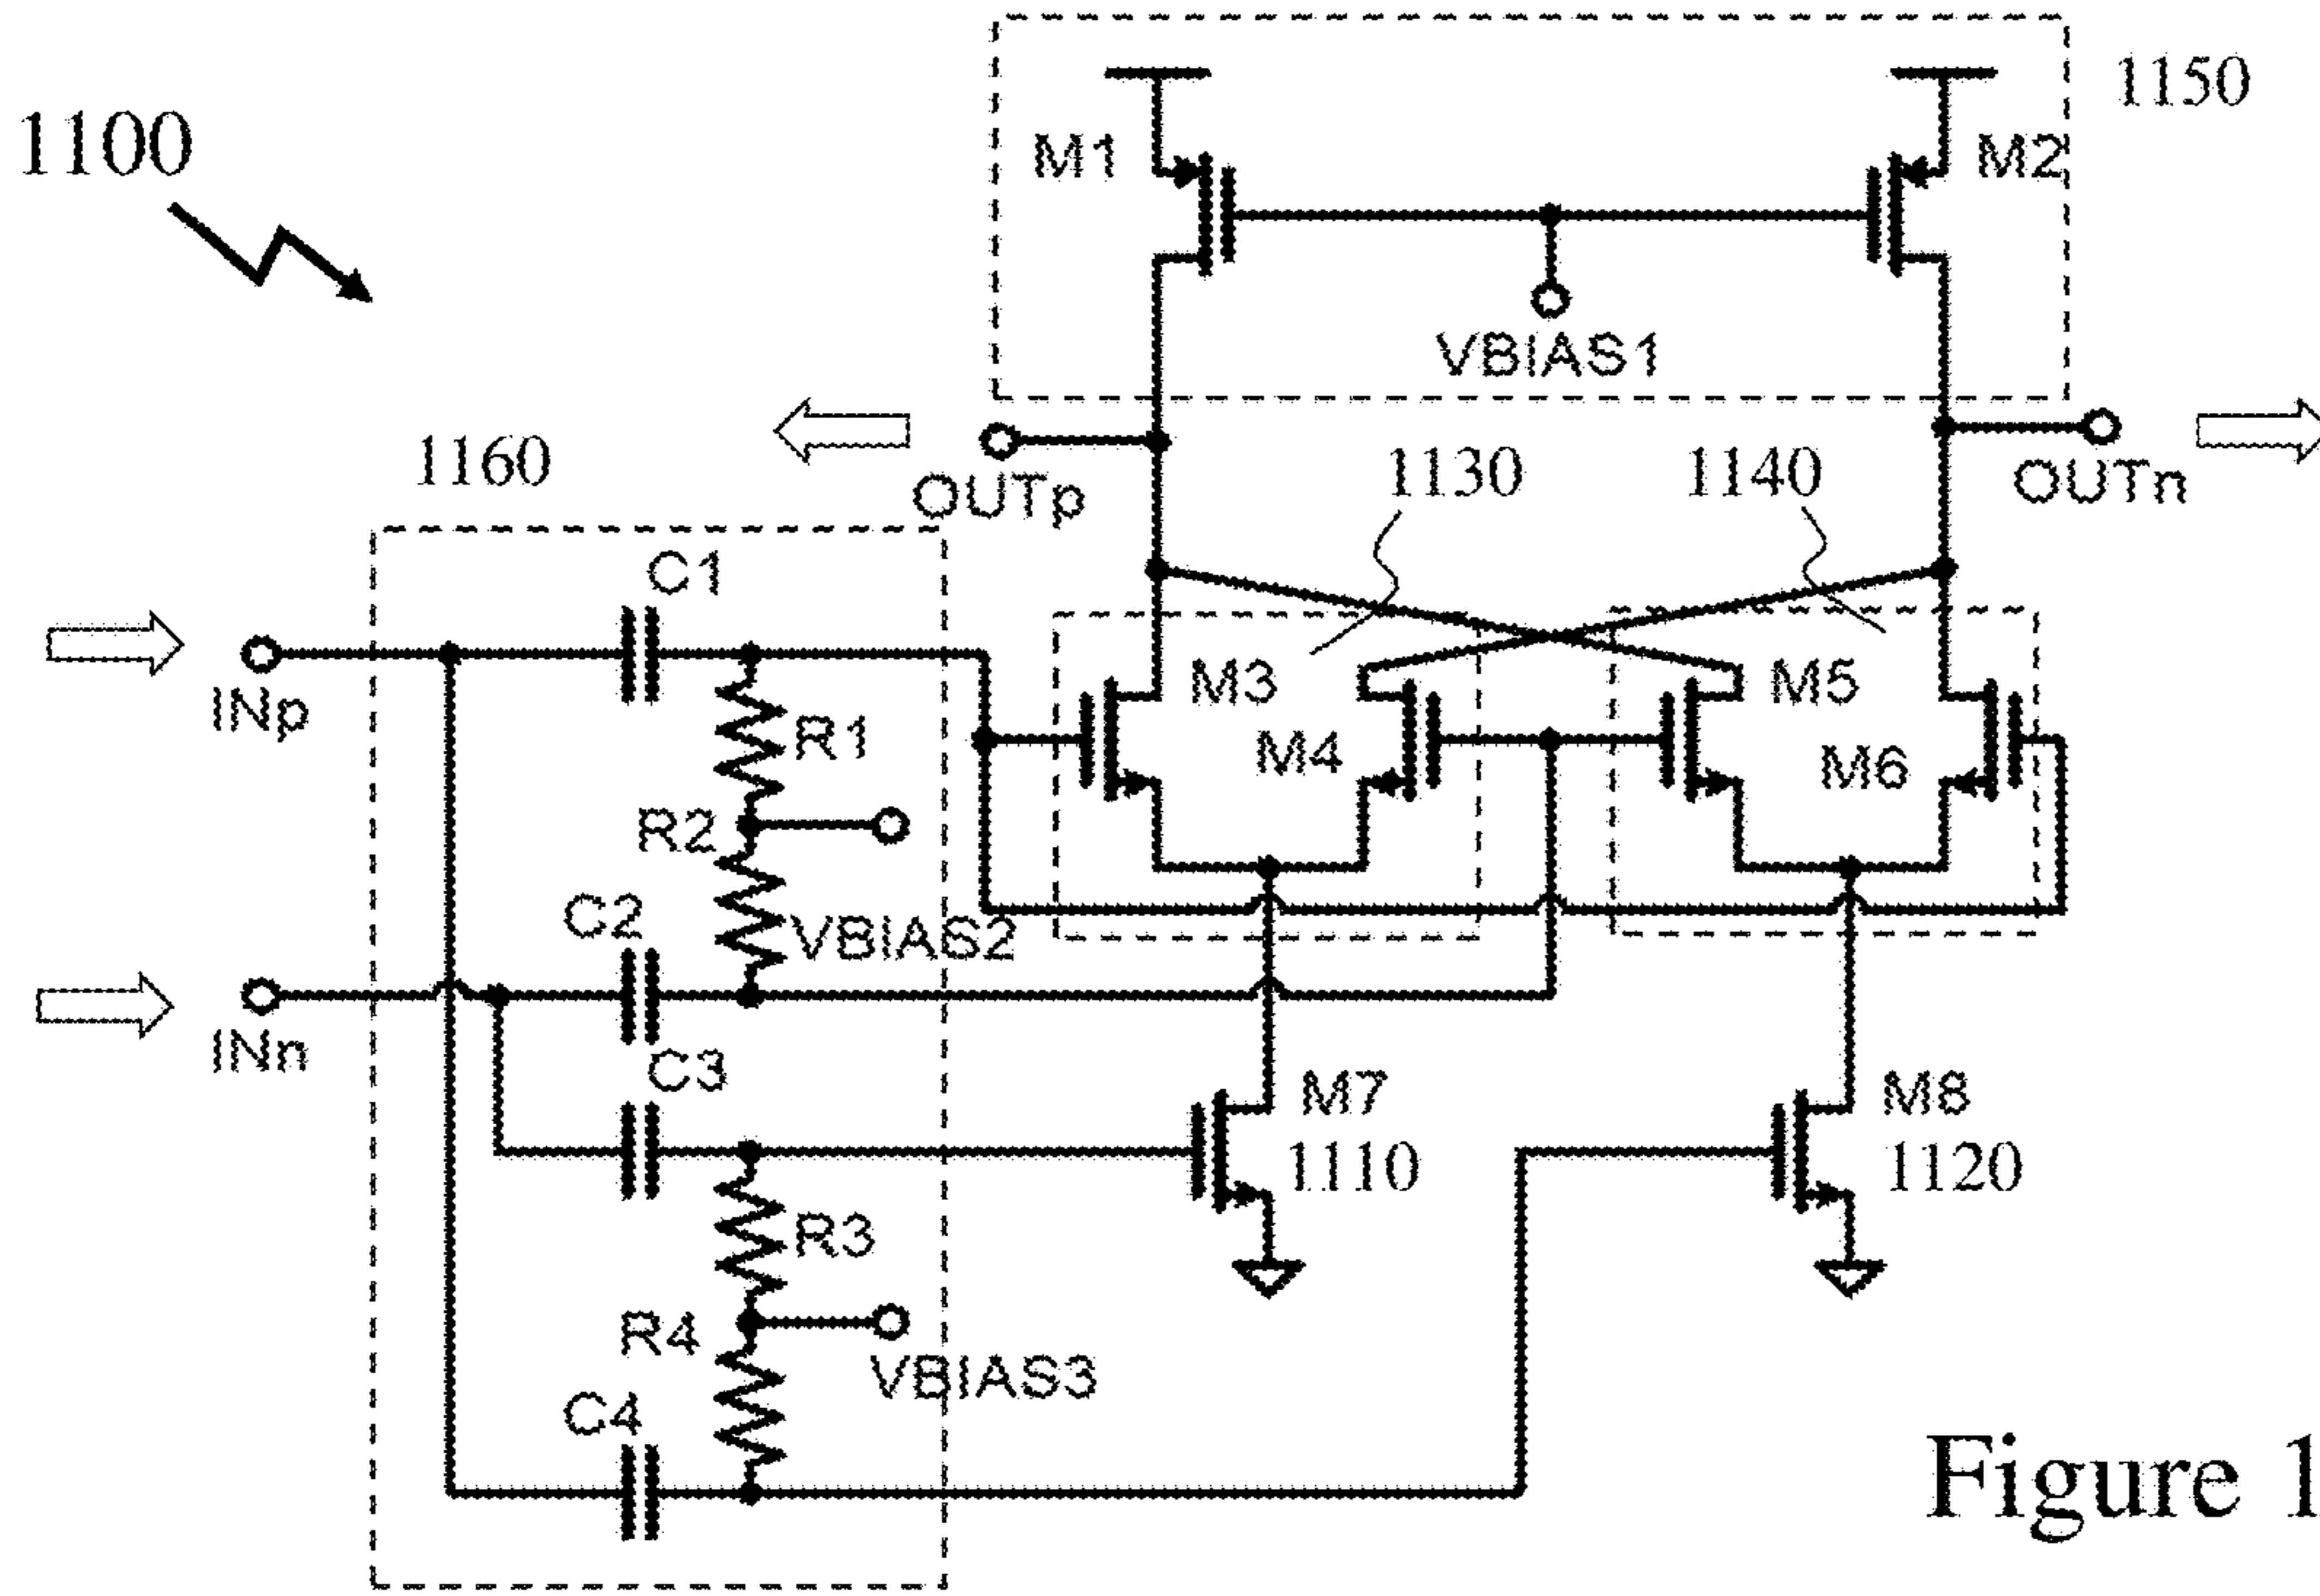 1150
1100
M1
M2
VBIAS1
1160
OUTp
1130
1140
OUTn
C1
INp
R1
M3
M4
M5
M6
R2
C2
VBIAS2
INn
C3
M7
1110
M8
1120
R3
R4
VBIAS3
C4
Figure 1